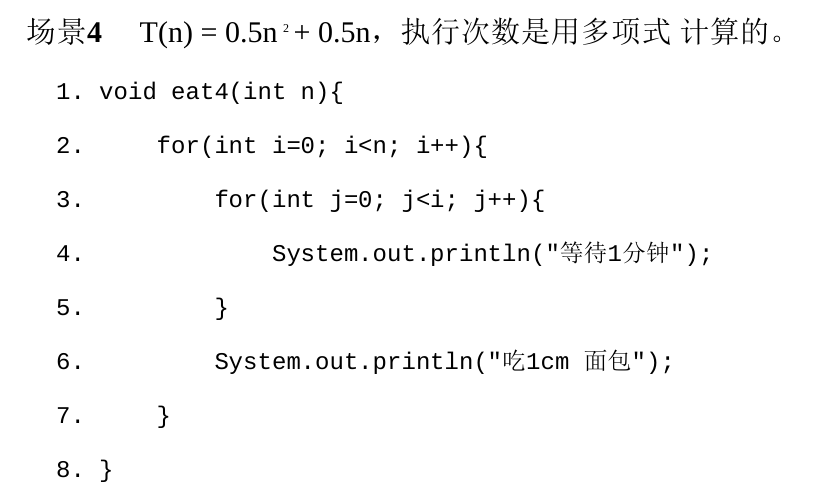 场景4 T(n) = 0.5n ² + 0.5n，执行次数是用多项式 计算的。
1. void eat4(int n){
2.     for(int i=0; i<n; i++){
3.         for(int j=0; j<i; j++){
4.             System.out.println("等待1分钟");
5.         }
6.         System.out.println("吃1cm 面包");
7.     }
8. }